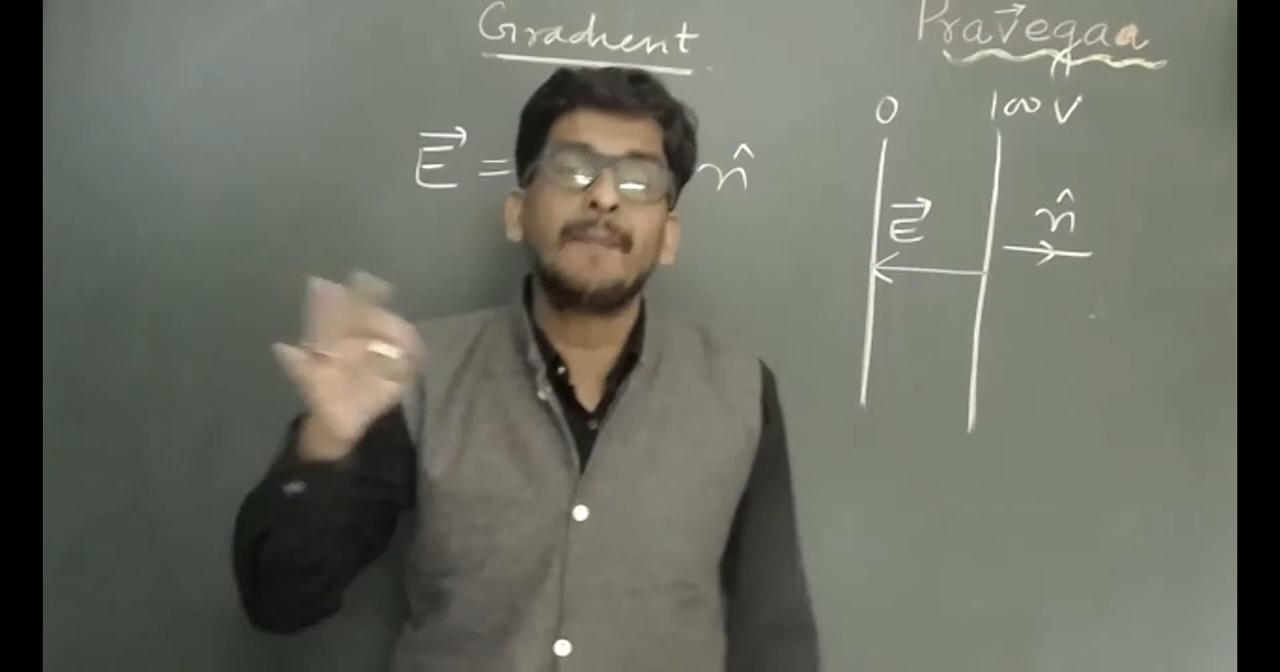 Gradient
Pravegaa
E⃗ = n̂
0 100 V
E⃗ n̂